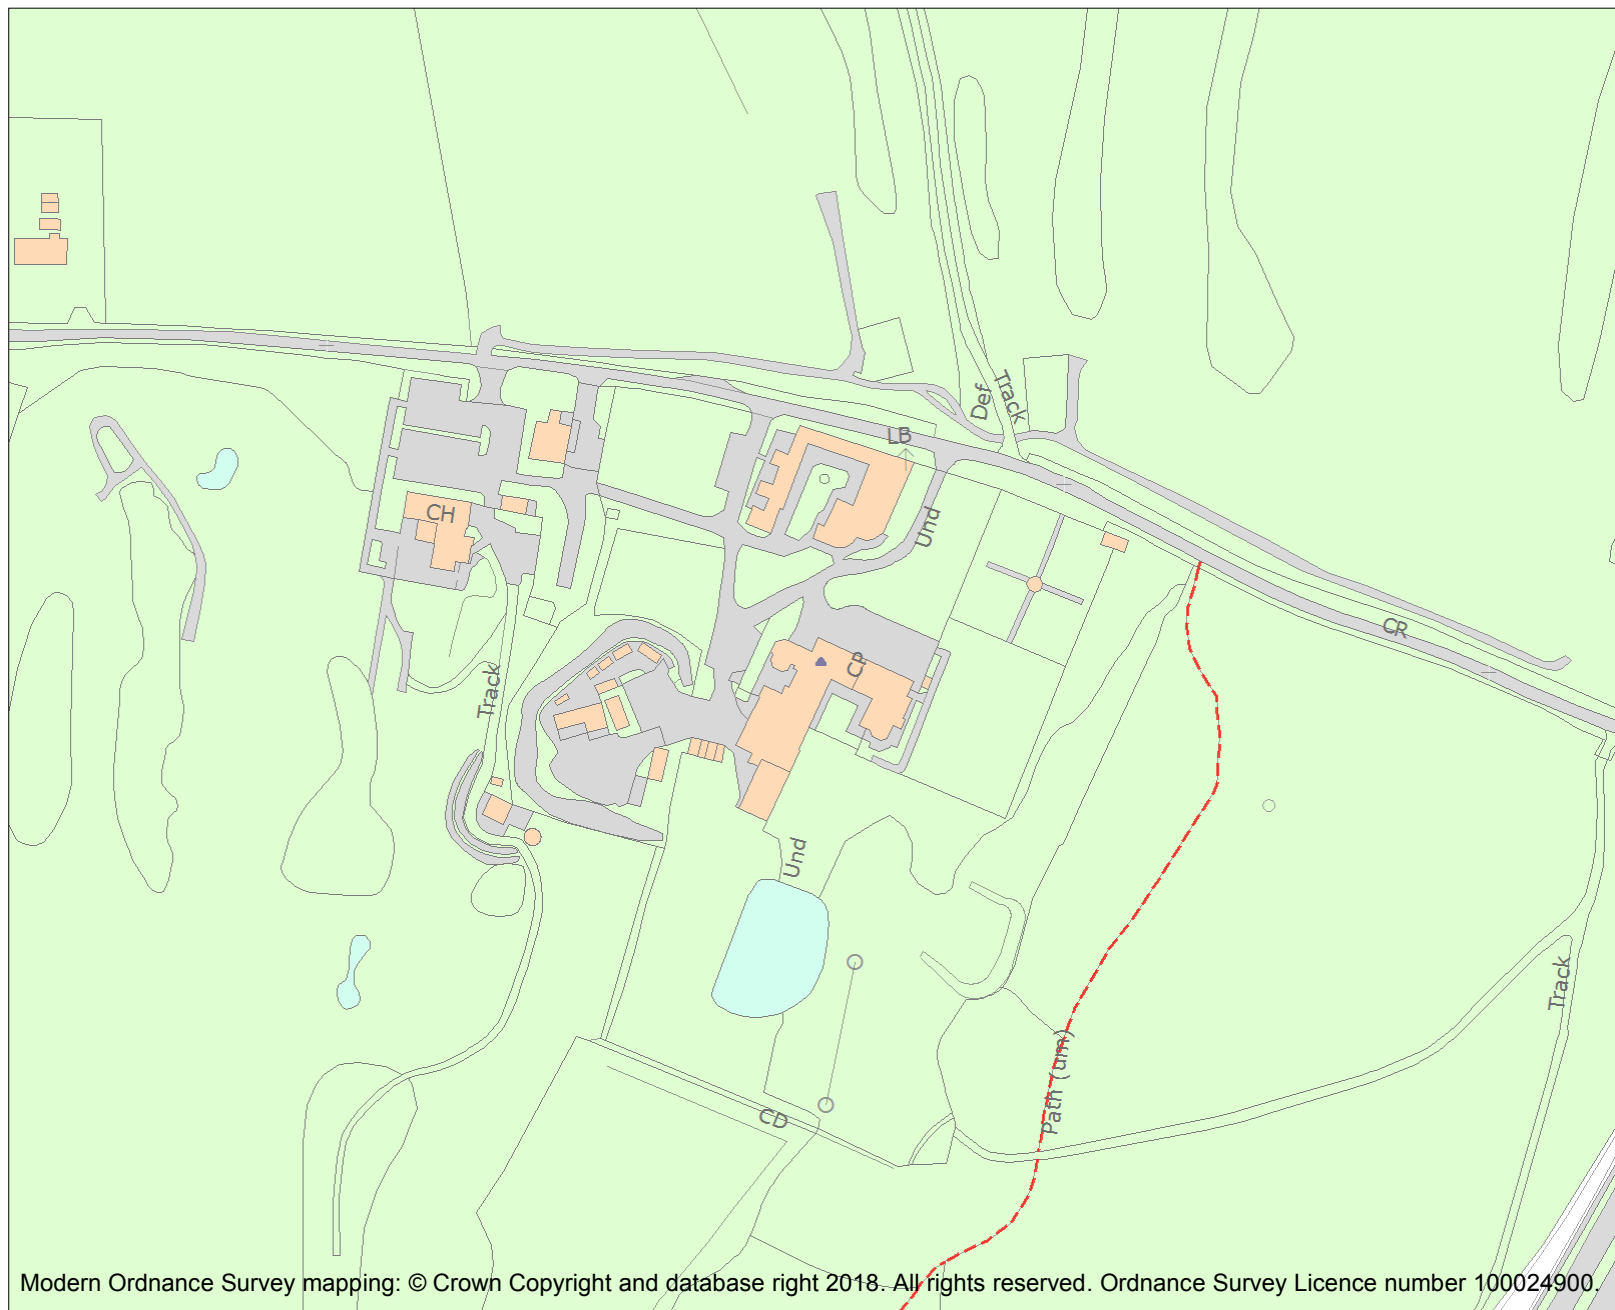 Def
Track
LB
CH
Und
CR
CP
Track
Und
Track
Path (um)
CD
Modern Ordnance Survey mapping: © Crown Copyright and database right 2018. All rights reserved. Ordnance Survey Licence number 100024900.